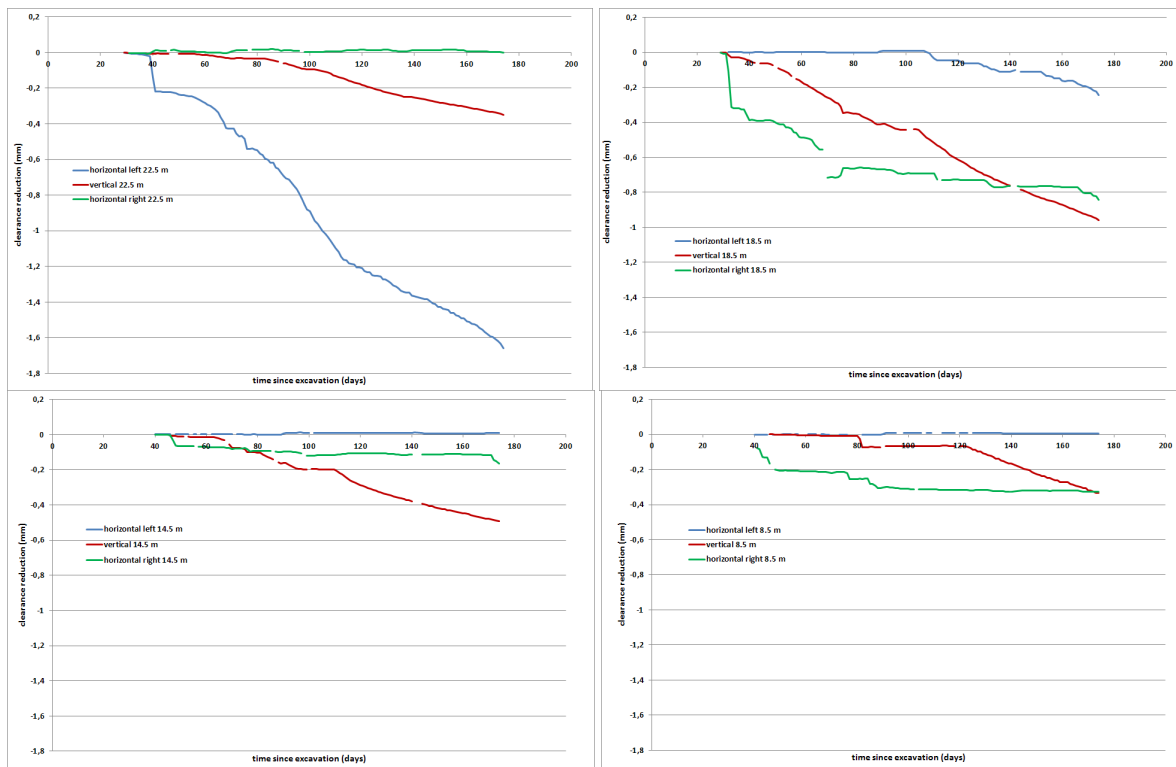 0,2
0
0 20 40 60 80 100 120 140 160 180 200
-0,2
-0,4
-0,6
-0,8
-1
-1,2
-1,4
-1,6
-1,8
clearance reduction (mm)
horizontal left 22.5 m
vertical 22.5 m
horizontal right 22.5 m
time since excavation (days)
0,2
0
0 20 40 60 80 100 120 140 160 180 200
-0,2
-0,4
-0,6
-0,8
-1
-1,2
-1,4
-1,6
-1,8
clearance reduction (mm)
horizontal left 18.5 m
vertical 18.5 m
horizontal right 18.5 m
time since excavation (days)
0,2
0
0 20 40 60 80 100 120 140 160 180 200
-0,2
-0,4
-0,6
-0,8
-1
-1,2
-1,4
-1,6
-1,8
clearance reduction (mm)
horizontal left 14.5 m
vertical 14.5 m
horizontal right 14.5 m
time since excavation (days)
0,2
0
0 20 40 60 80 100 120 140 160 180 200
-0,2
-0,4
-0,6
-0,8
-1
-1,2
-1,4
-1,6
-1,8
clearance reduction (mm)
horizontal left 8.5 m
vertical 8.5 m
horizontal right 8.5 m
time since excavation (days)